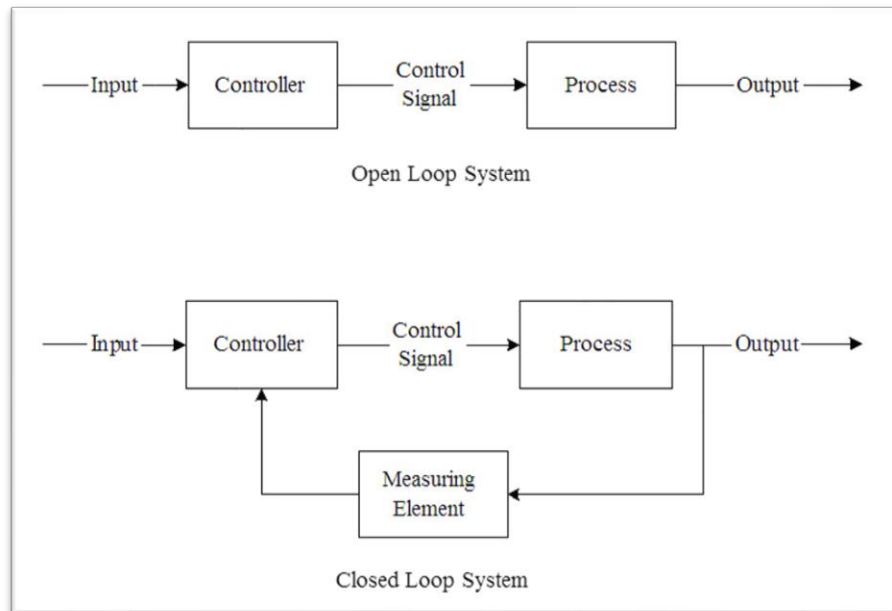 Input
Controller
Control
Signal
Process
Output
Open Loop System
Input
Controller
Control
Signal
Process
Output
Measuring
Element
Closed Loop System